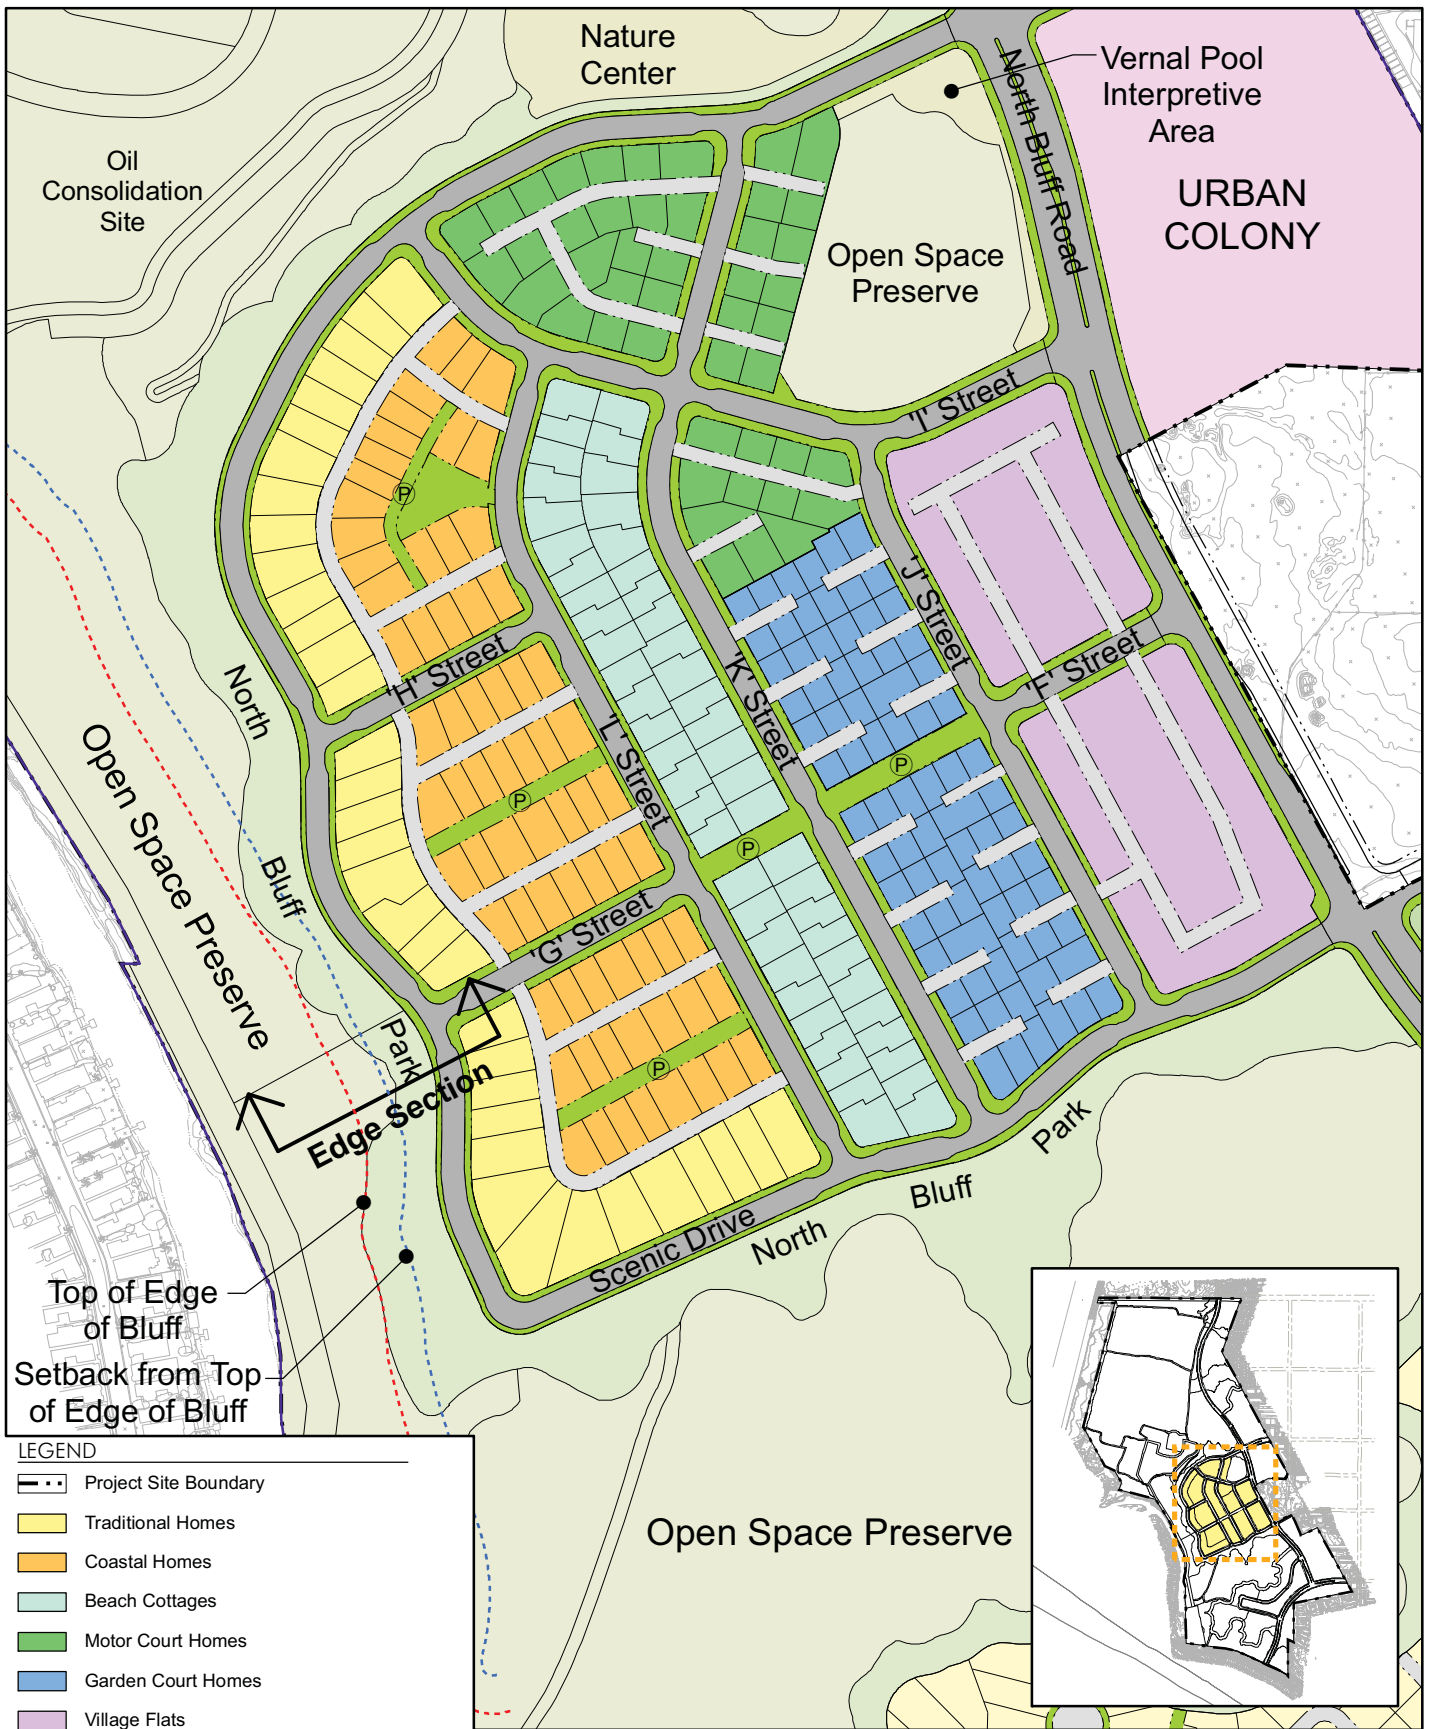 Nature
Center
Vernal Pool
Interpretive
Area
North Bluff Road
Oil
Consolidation
Site
URBAN
COLONY
Open Space
Preserve
'I' Street
P
'J' Street
'H' Street
'F' Street
'K' Street
North
'L' Street
Open Space Preserve
P
P
P
Bluff
'G' Street
Park
P
Edge Section
Park
Bluff
North
Scenic Drive
Top of Edge
of Bluff
Setback from Top
of Edge of Bluff
Open Space Preserve
LEGEND
Project Site Boundary
Traditional Homes
Coastal Homes
Beach Cottages
Motor Court Homes
Garden Court Homes
Village Flats